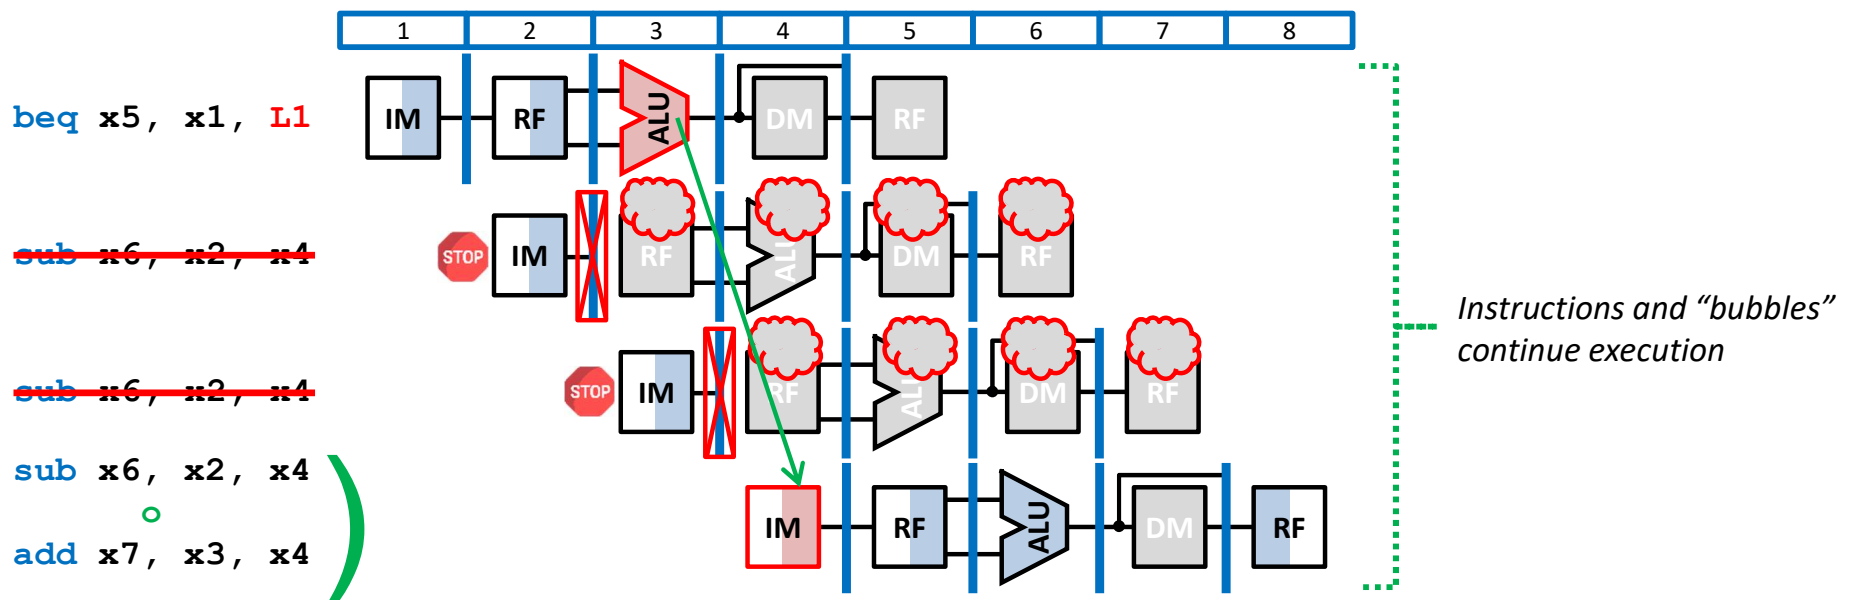 1 2 3 4 5 6 7 8
beq x5, x1, L1
IM RF ALU DM RF
sub x6, x2, x4
STOP IM RF ALU DM RF
sub x6, x2, x4
STOP IM RF ALU DM RF
sub x6, x2, x4
o
add x7, x3, x4
IM RF ALU DM RF
Instructions and “bubbles”
continue execution